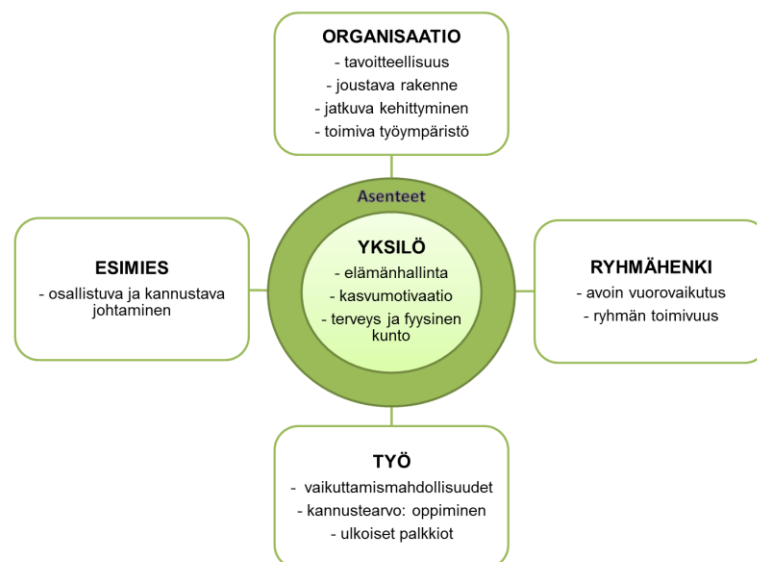 ORGANISAATIO
- tavoitteellisuus
- joustava rakenne
- jatkuva kehittyminen
- toimiva työympäristö
Asenteet
YKSILÖ
- elämänhallinta
- kasvumotivaatio
- terveys ja fyysinen
kunto
ESIMIES
- osallistuva ja kannustava
johtaminen
RYHMÄHENKI
- avoin vuorovaikutus
- ryhmän toimivuus
TYÖ
- vaikuttamismahdollisuudet
- kannustearvo: oppiminen
- ulkoiset palkkiot